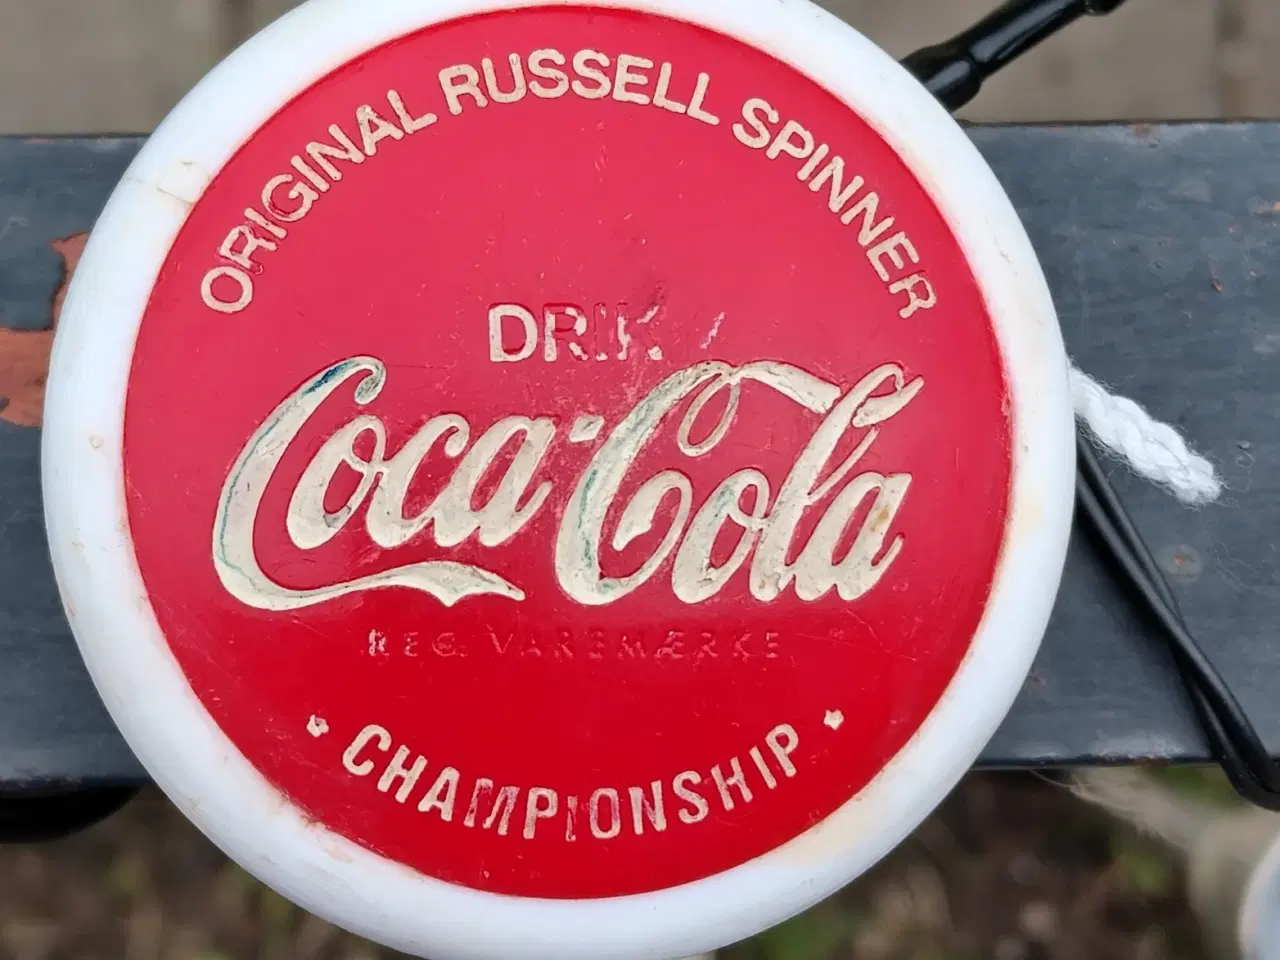 ORIGINAL RUSSELL SPINNER
DRIK
Coca-Cola
REG. VAREMÆRKE
CHAMPIONSHIP